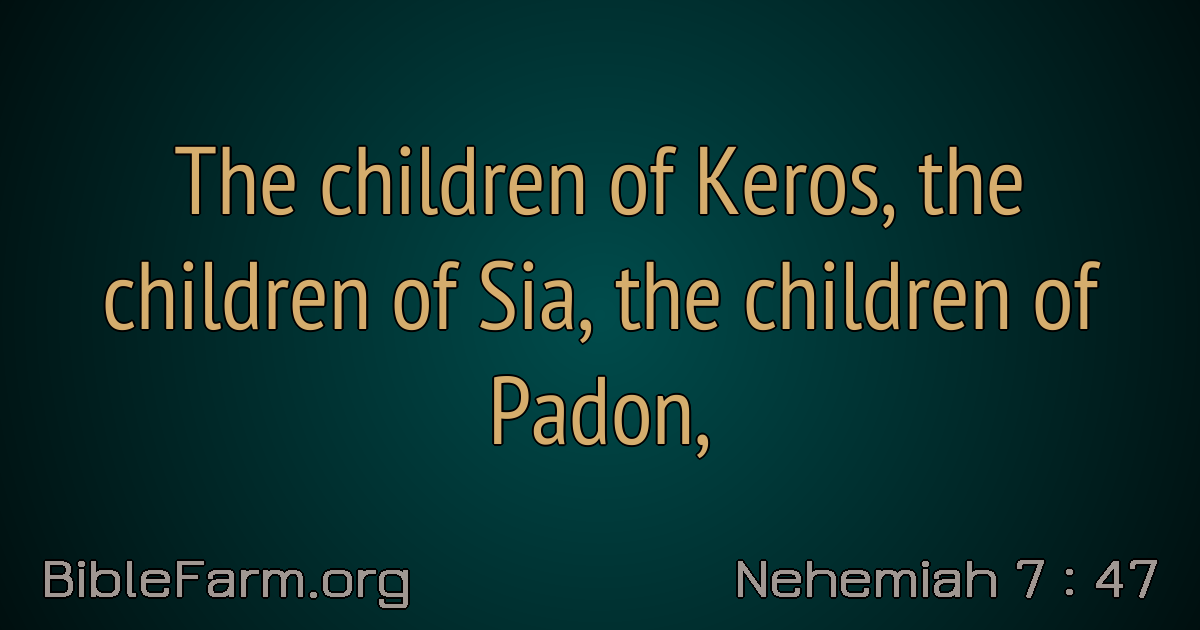 The children of Keros, the
children of Sia, the children of
Padon,
BibleFarm.org
Nehemiah 7 : 47